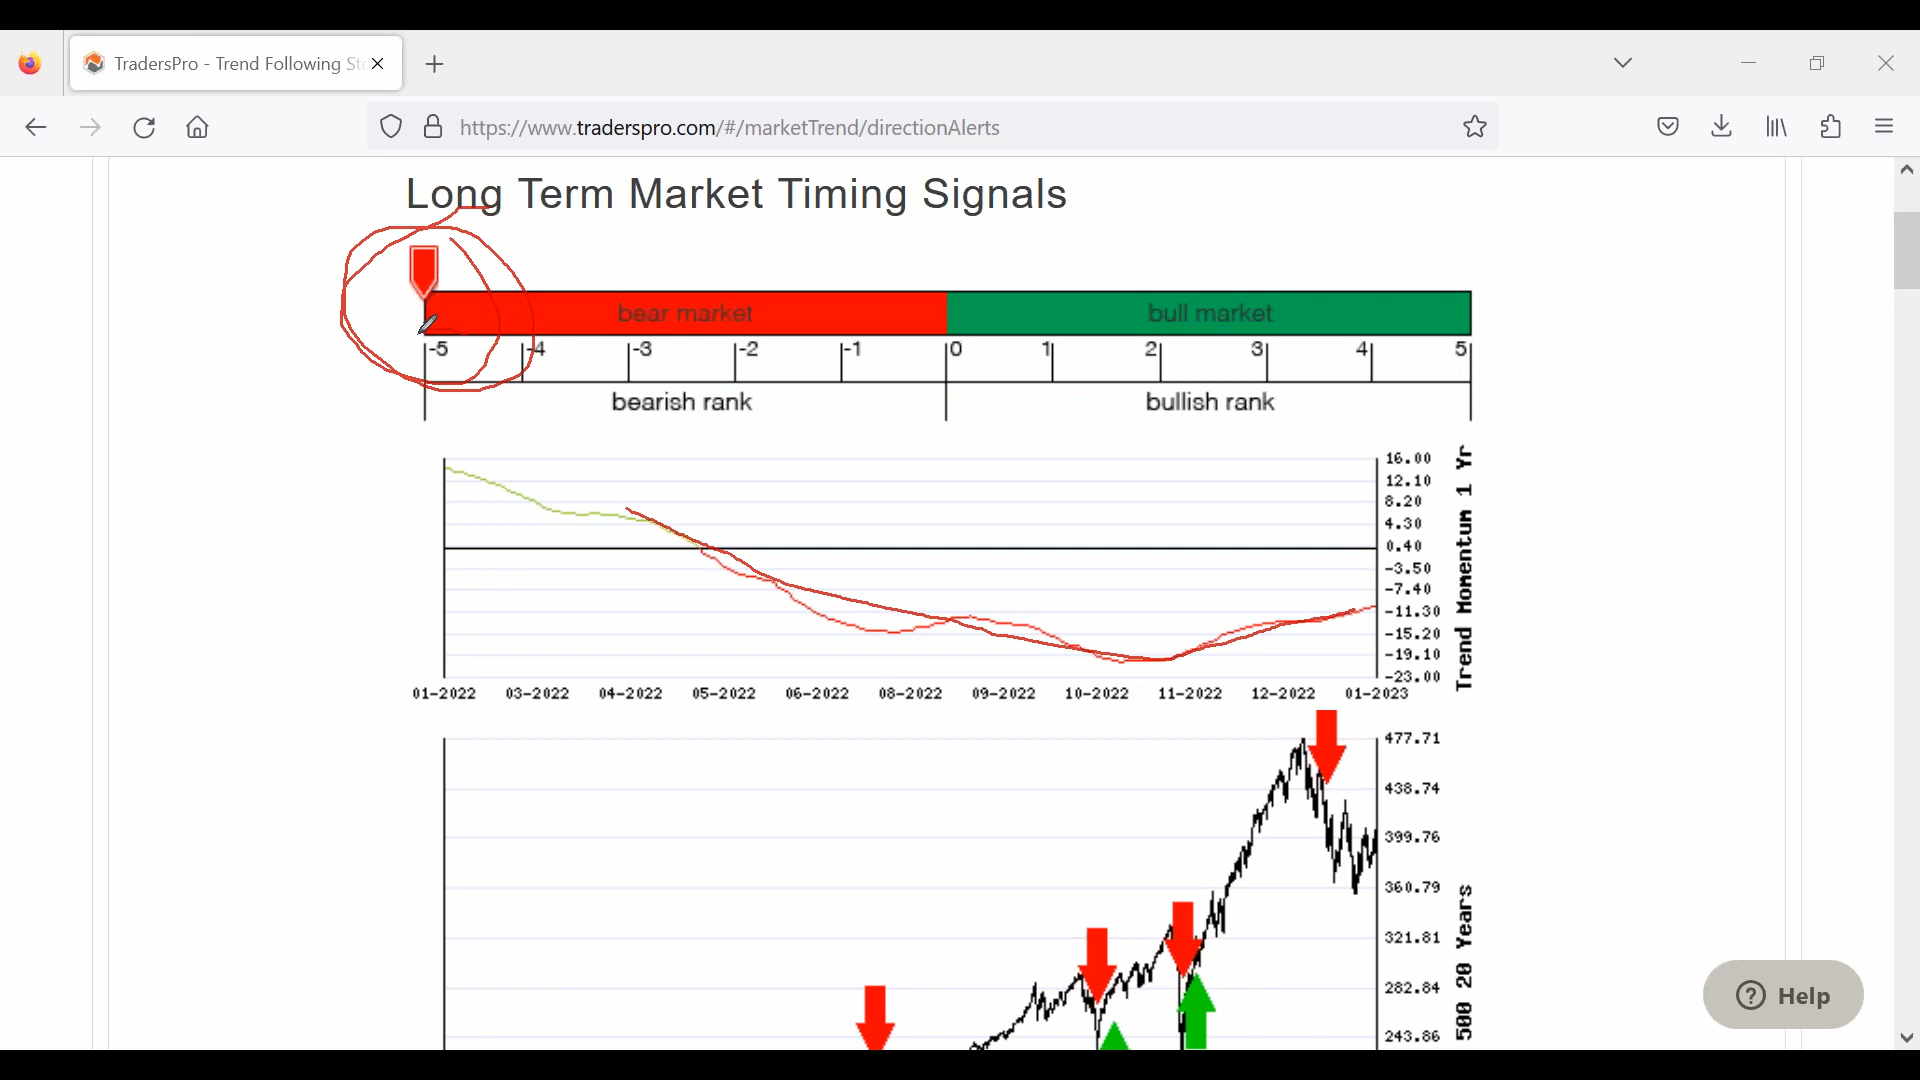 TradersPro - Trend Following St
https://www.traderspro.com/#/marketTrend/directionAlerts
Long Term Market Timing Signals
bear market bull market
-5 -4 -3 -2 -1 0 1 2 3 4 5
bearish rank bullish rank
16.00
12.10
8.20
4.30
0.40
-3.50
-7.40
-11.30
-15.20
-19.10
-23.00
Trend Momentum 1 Yr
01-2022 03-2022 04-2022 05-2022 06-2022 08-2022 09-2022 10-2022 11-2022 12-2022 01-2023
477.71
438.74
399.76
360.79
321.81
282.84
243.86
500 20 Years
Help